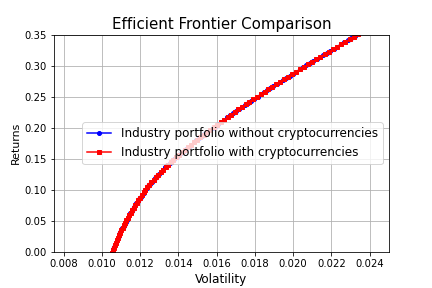 Efficient Frontier Comparison
0.35
0.30
0.25
0.20
0.15
0.10
0.05
0.00
Returns
Industry portfolio without cryptocurrencies
Industry portfolio with cryptocurrencies
0.008 0.010 0.012 0.014 0.016 0.018 0.020 0.022 0.024
Volatility